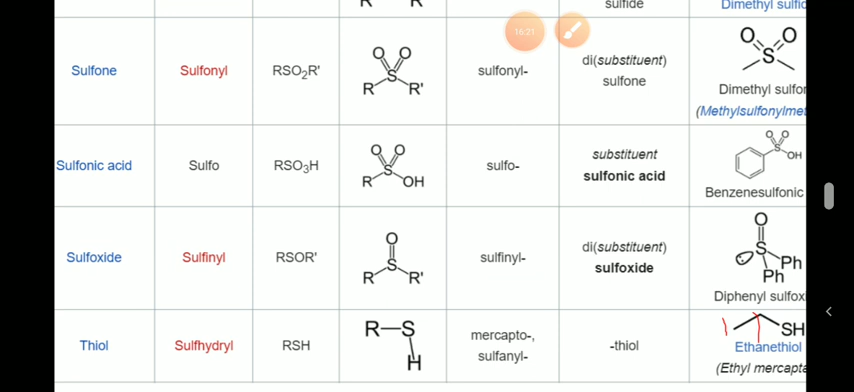 R R
sulfide
Dimethyl sulfid
16:21
Sulfone
Sulfonyl
RSO₂R'
O O
S
R R'
sulfonyl-
di(substituent)
sulfone
O O
S
Dimethyl sulfor
(Methylsulfonylmet
Sulfonic acid
Sulfo
RSO₃H
O O
S
R OH
sulfo-
substituent
sulfonic acid
O O
S
OH
Benzenesulfonic
Sulfoxide
Sulfinyl
RSOR'
O
S
R R'
sulfinyl-
di(substituent)
sulfoxide
O
S
Ph
Ph
Diphenyl sulfoxi
Thiol
Sulfhydryl
RSH
R-S
H
mercapto-,
sulfanyl-
-thiol
SH
Ethanethiol
(Ethyl mercapta